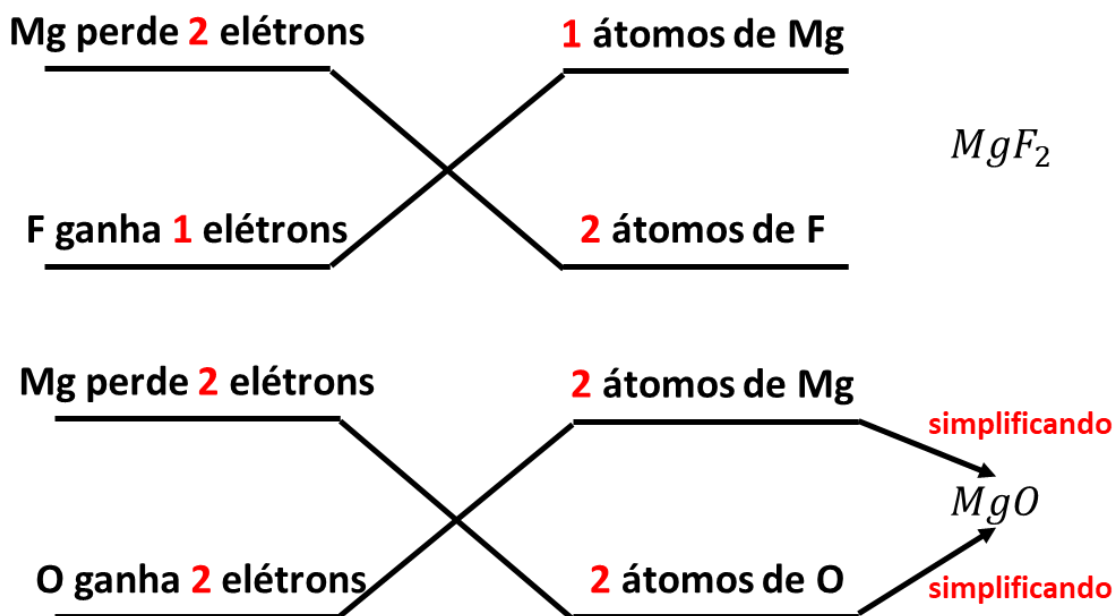 Mg perde 2 elétrons
1 átomos de Mg
MgF₂
F ganha 1 elétrons
2 átomos de F
Mg perde 2 elétrons
2 átomos de Mg
simplificando
MgO
O ganha 2 elétrons
2 átomos de O
simplificando